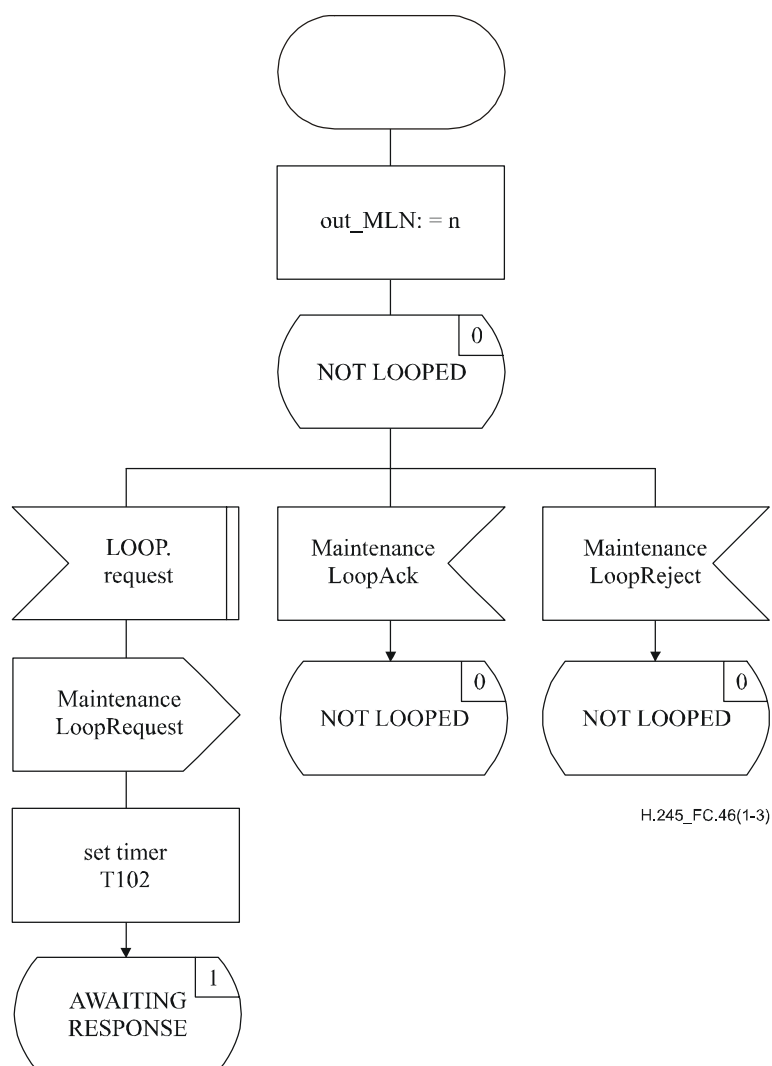 out_MLN: = n
0
NOT LOOPED
LOOP.
request
Maintenance
LoopAck
Maintenance
LoopReject
Maintenance
LoopRequest
0
NOT LOOPED
0
NOT LOOPED
H.245_FC.46(1-3)
set timer
T102
1
AWAITING
RESPONSE